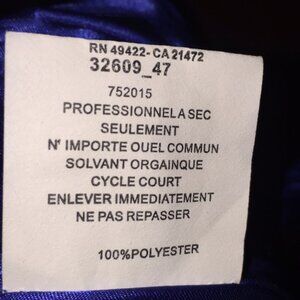 RN 49422-CA 21472
32609_47
752015
PROFESSIONNELA SEC
SEULEMENT
N' IMPORTE OUEL COMMUN
SOLVANT ORGAINQUE
CYCLE COURT
ENLEVER IMMEDIATEMENT
NE PAS REPASSER
100%POLYESTER